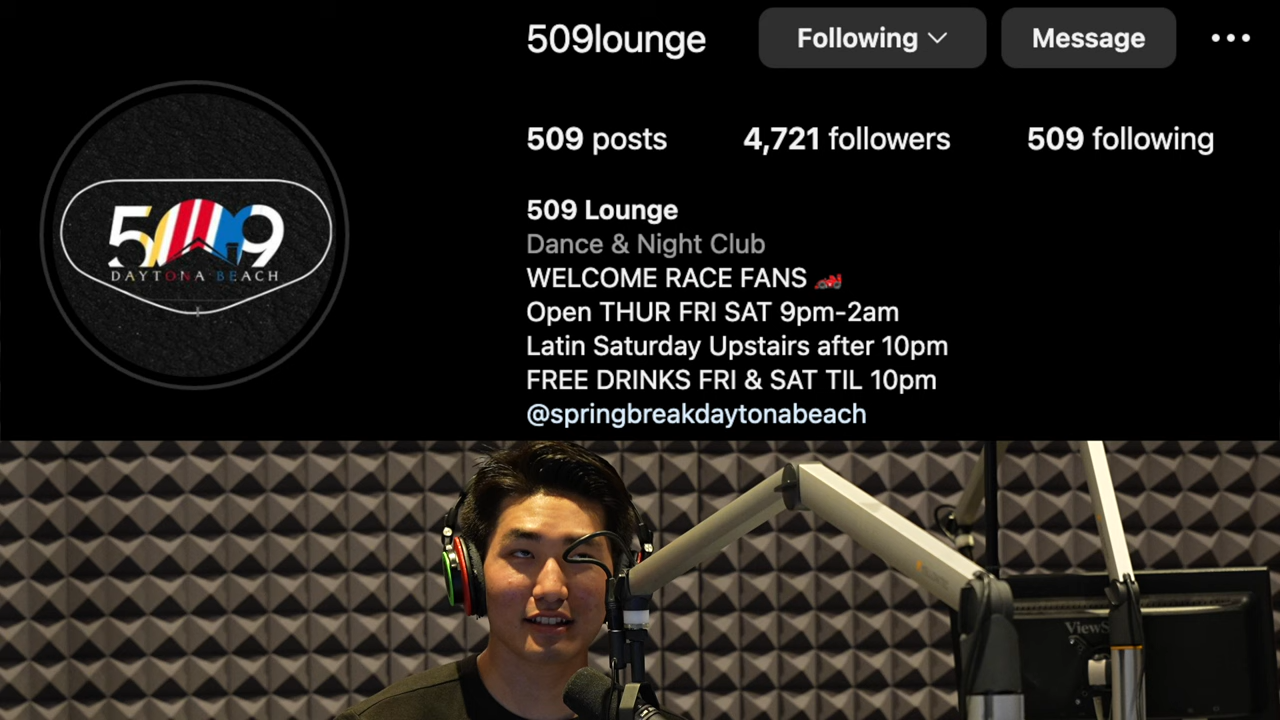 509lounge
Following
Message
509 posts
4,721 followers
509 following
509 Lounge
Dance & Night Club
WELCOME RACE FANS 🏎️
Open THUR FRI SAT 9pm-2am
Latin Saturday Upstairs after 10pm
FREE DRINKS FRI & SAT TIL 10pm
@springbreakdaytonabeach
509
DAYTONA BEACH
ViewS